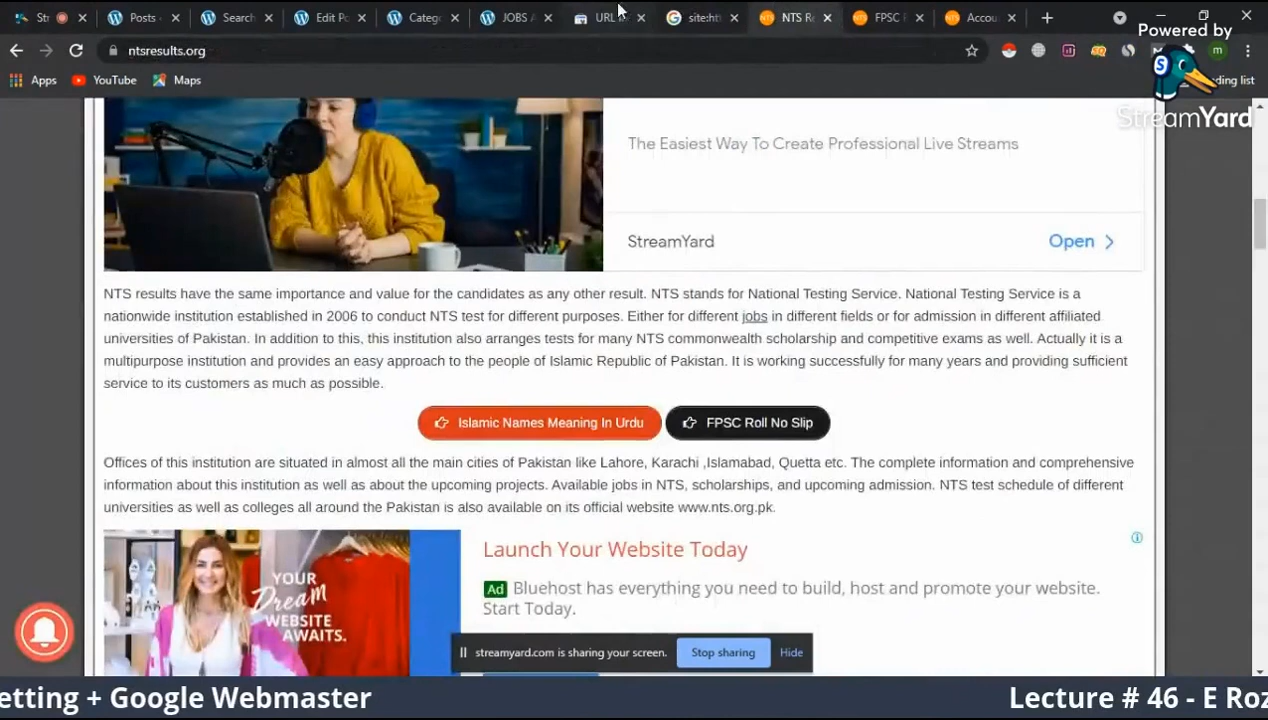 Str
Posts
Search
Edit Po
Categ
JOBS A
URL
site:htt
NTS Re
FPSC
Accou
Powered by
ntsresults.org
m
Apps
YouTube
Maps
ding list
StreamYard
The Easiest Way To Create Professional Live Streams
StreamYard
Open
NTS results have the same importance and value for the candidates as any other result. NTS stands for National Testing Service. National Testing Service is a
nationwide institution established in 2006 to conduct NTS test for different purposes. Either for different jobs in different fields or for admission in different affiliated
universities of Pakistan. In addition to this, this institution also arranges tests for many NTS commonwealth scholarship and competitive exams as well. Actually it is a
multipurpose institution and provides an easy approach to the people of Islamic Republic of Pakistan. It is working successfully for many years and providing sufficient
service to its customers as much as possible.
Islamic Names Meaning In Urdu
FPSC Roll No Slip
Offices of this institution are situated in almost all the main cities of Pakistan like Lahore, Karachi ,Islamabad, Quetta etc. The complete information and comprehensive
information about this institution as well as about the upcoming projects. Available jobs in NTS, scholarships, and upcoming admission. NTS test schedule of different
universities as well as colleges all around the Pakistan is also available on its official website www.nts.org.pk.
YOUR
Dream
WEBSITE
AWAITS.
Launch Your Website Today
Ad Bluehost has everything you need to build, host and promote your website.
Start Today.
streamyard.com is sharing your screen.
Stop sharing
Hide
etting + Google Webmaster
Lecture # 46 - E Roz